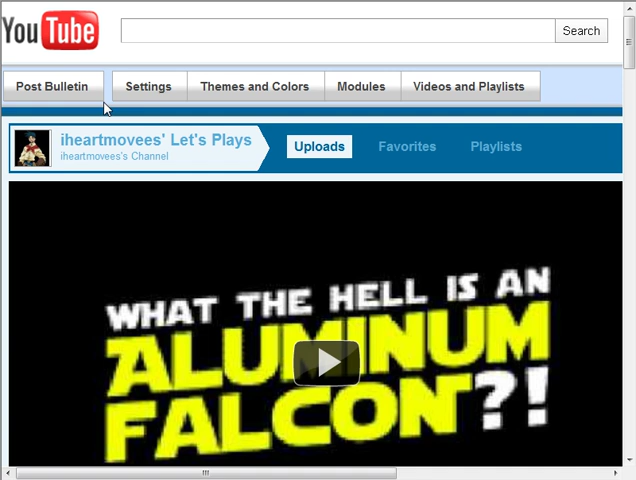 YouTube
Search
Post Bulletin
Settings
Themes and Colors
Modules
Videos and Playlists
iheartmovees' Let's Plays
iheartmovees's Channel
Uploads
Favorites
Playlists
WHAT THE HELL IS AN
ALUMINUM
FALCON?!